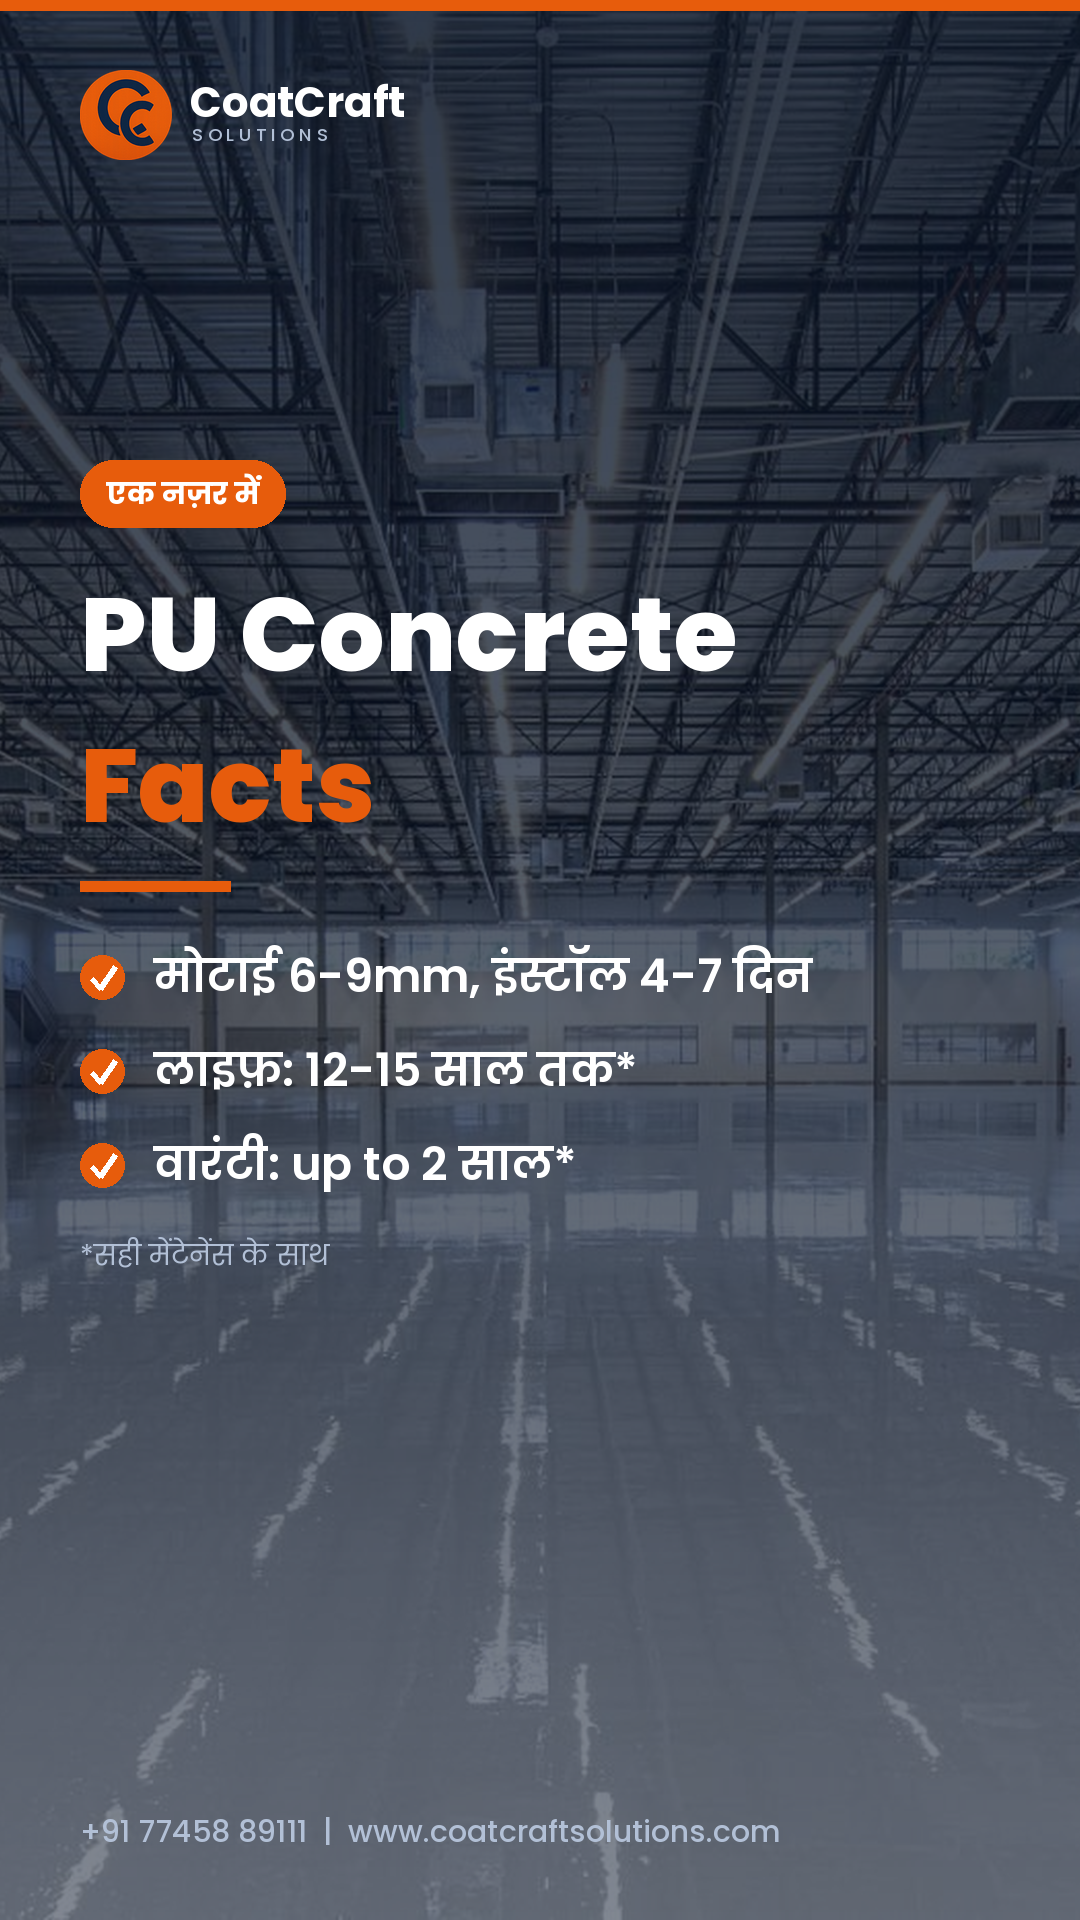 CoatCraft
SOLUTIONS
एक नज़र में
PU Concrete
Facts
मोटाई 6-9mm, इंस्टॉल 4-7 दिन
लाइफ़: 12-15 साल तक*
वारंटी: up to 2 साल*
*सही मेंटेनेंस के साथ
+91 77458 89111 | www.coatcraftsolutions.com